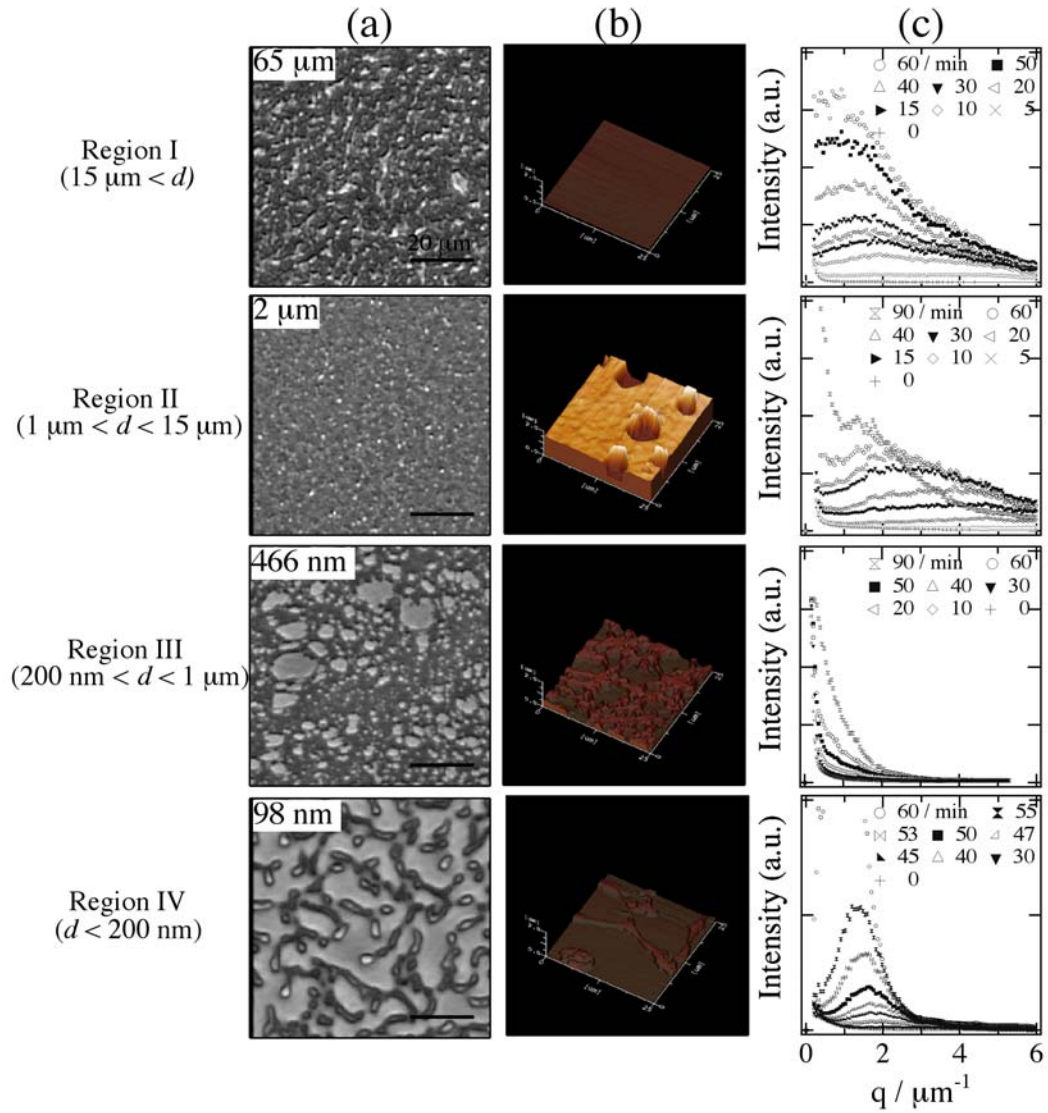 (a) (b) (c)
Region I
(15 μm < d)
65 μm
20 μm
Intensity (a.u.)
60 / min 50
40 30 20
15 10 5
0
Region II
(1 μm < d < 15 μm)
2 μm
Intensity (a.u.)
90 / min 60
40 30 20
15 10 5
0
Region III
(200 nm < d < 1 μm)
466 nm
Intensity (a.u.)
90 / min 60
50 40 30
20 10 0
Region IV
(d < 200 nm)
98 nm
Intensity (a.u.)
60 / min 55
53 50 47
45 40 30
0
0 2 4 6
q / μm-1